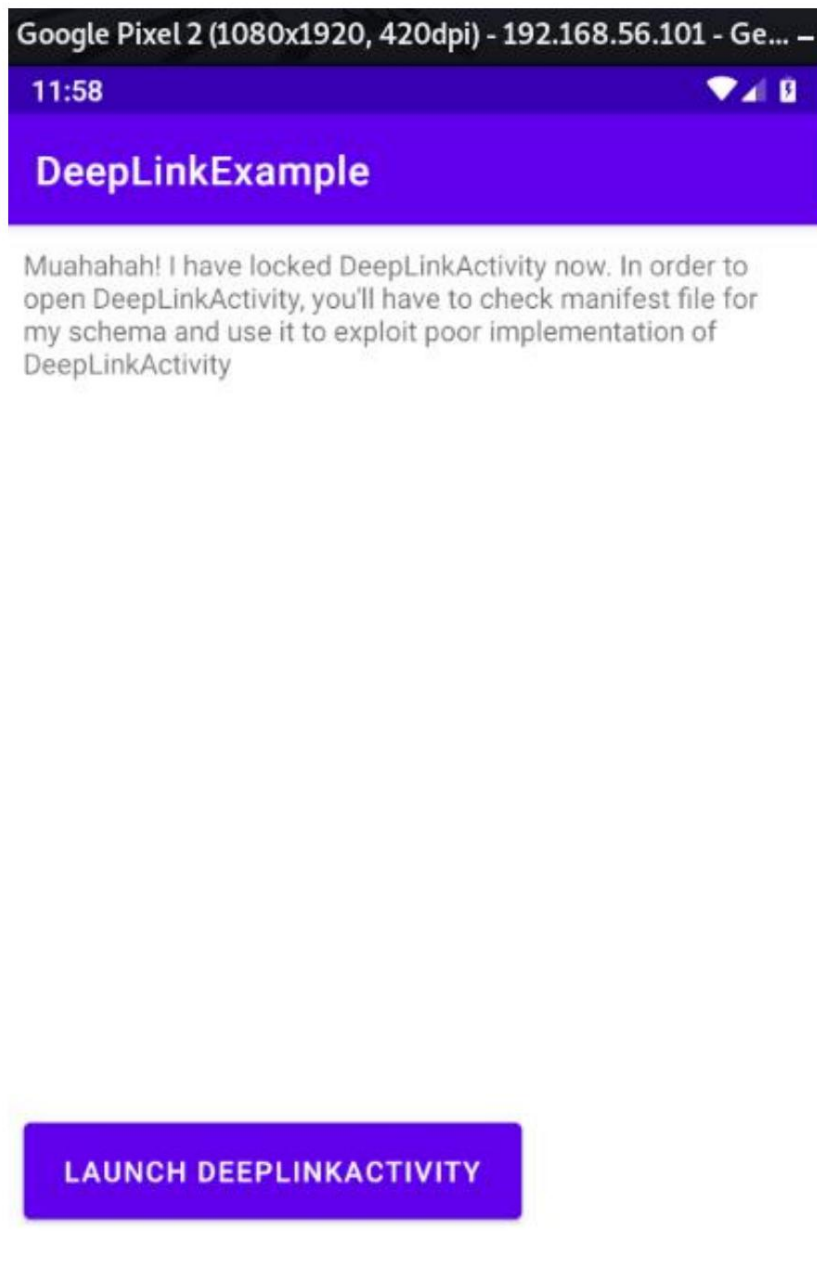 Google Pixel 2 (1080x1920, 420dpi) - 192.168.56.101 - Ge...
11:58
DeepLinkExample
Muahahah! I have locked DeepLinkActivity now. In order to
open DeepLinkActivity, you'll have to check manifest file for
my schema and use it to exploit poor implementation of
DeepLinkActivity
LAUNCH DEEPLINKACTIVITY